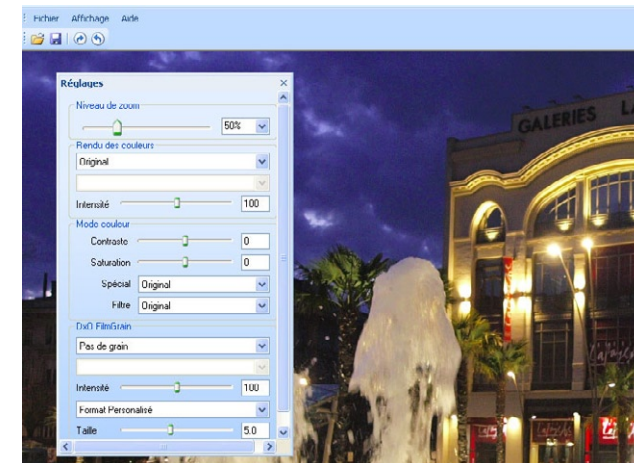 Fichier Affichage Aide
Réglages
Niveau de zoom
50%
Rendu des couleurs
Original
Intensité 100
Mode couleur
Contraste 0
Saturation 0
Spécial Original
Filtre Original
DxO FilmGrain
Pas de grain
Intensité 100
Format Personalisé
Taille 5.0
GALERIES
Lafayette